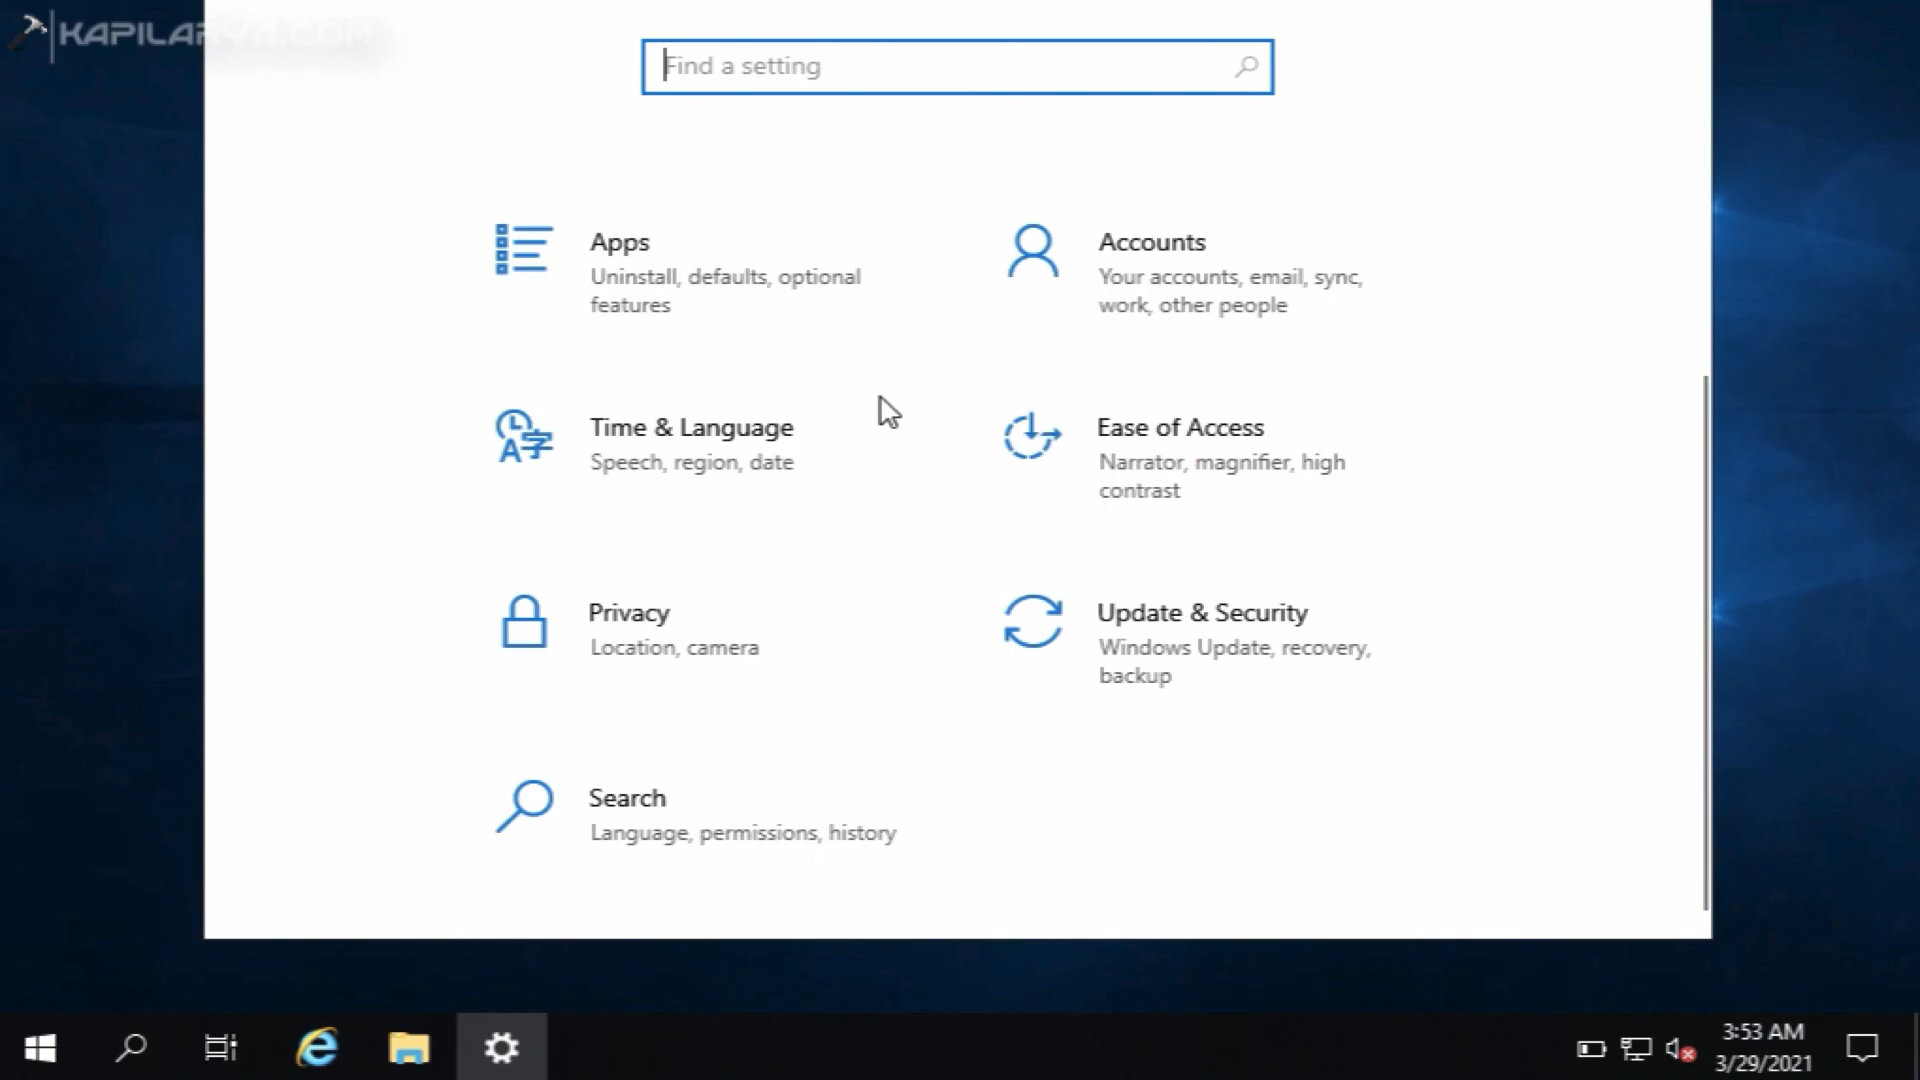 KAPILARYA.COM
Find a setting
Apps
Uninstall, defaults, optional
features
Accounts
Your accounts, email, sync,
work, other people
Time & Language
Speech, region, date
Ease of Access
Narrator, magnifier, high
contrast
Privacy
Location, camera
Update & Security
Windows Update, recovery,
backup
Search
Language, permissions, history
3:53 AM
3/29/2021